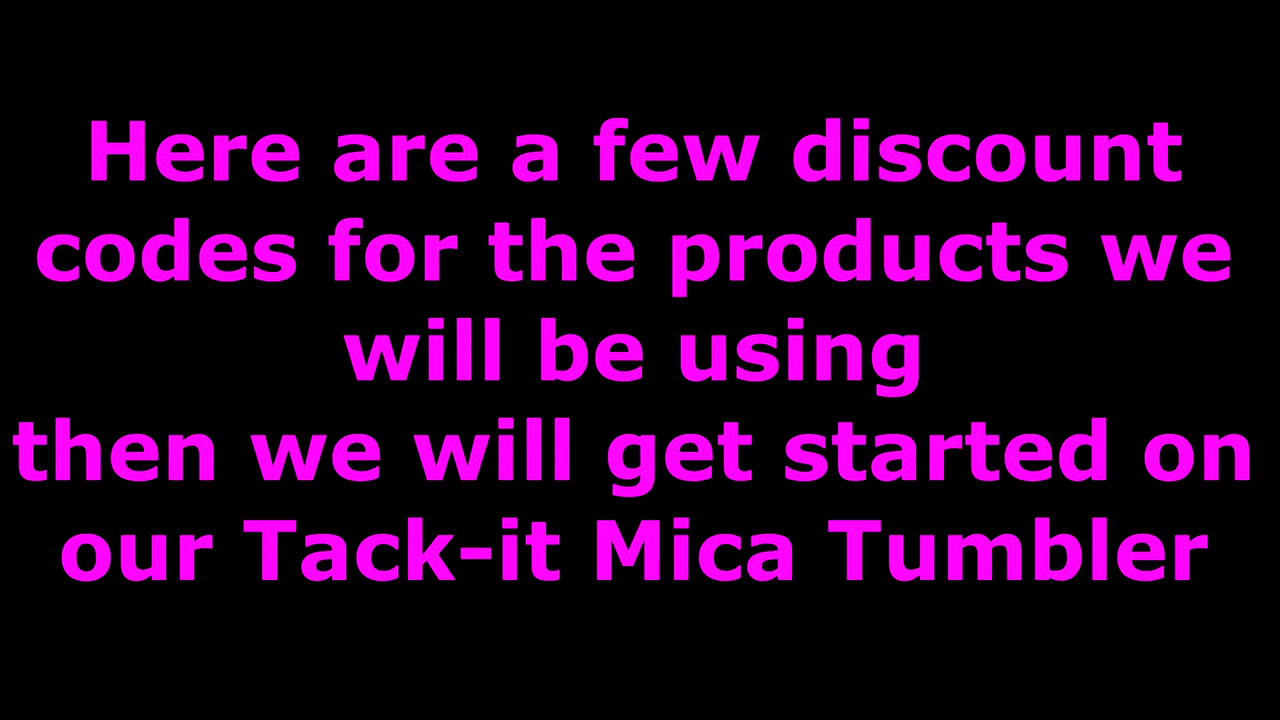 Here are a few discount
codes for the products we
will be using
then we will get started on
our Tack-it Mica Tumbler